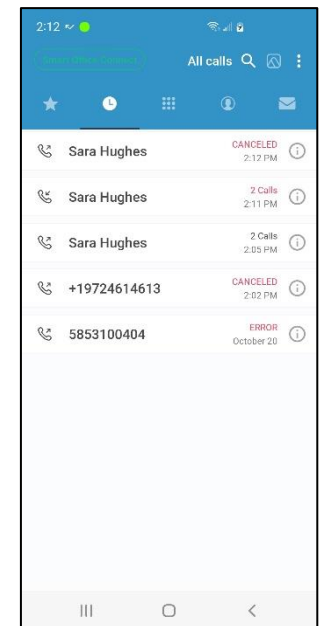 2:12
All calls
Sara Hughes
CANCELED
2:12 PM
Sara Hughes
2 Calls
2:11 PM
Sara Hughes
2 Calls
2:05 PM
+19724614613
CANCELED
2:02 PM
5853100404
ERROR
October 20